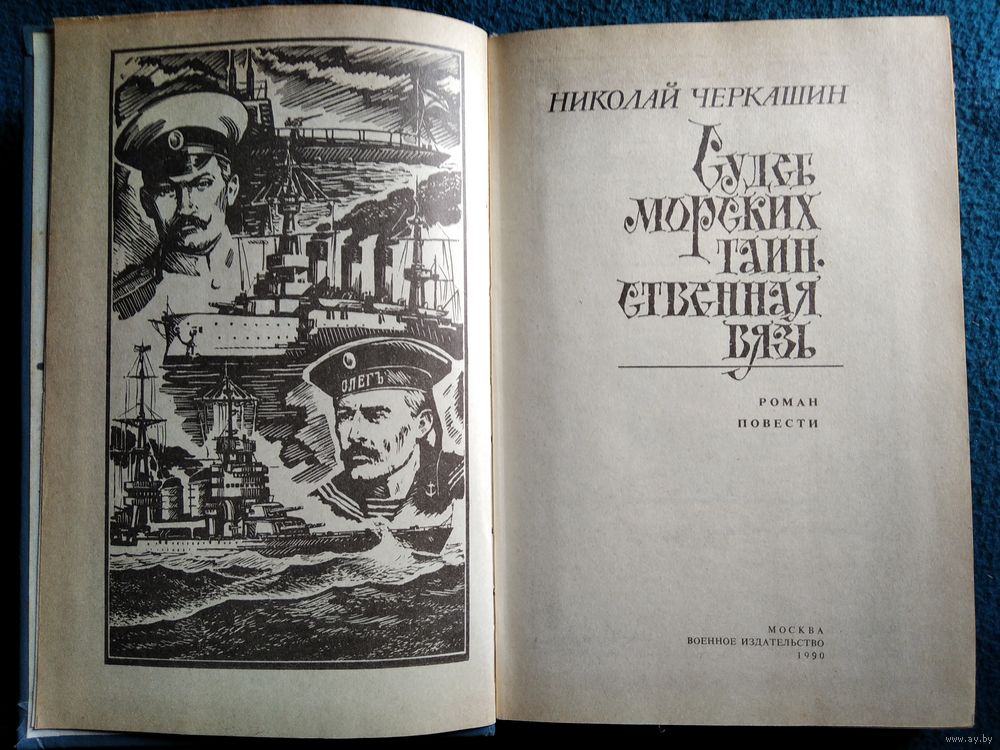 ОЛЕГЪ
НИКОЛАЙ ЧЕРКАШИН
Судеб
морских
таин-
ственная
вязь
РОМАН
ПОВЕСТИ
МОСКВА
ВОЕННОЕ ИЗДАТЕЛЬСТВО
1990
www.ay.by